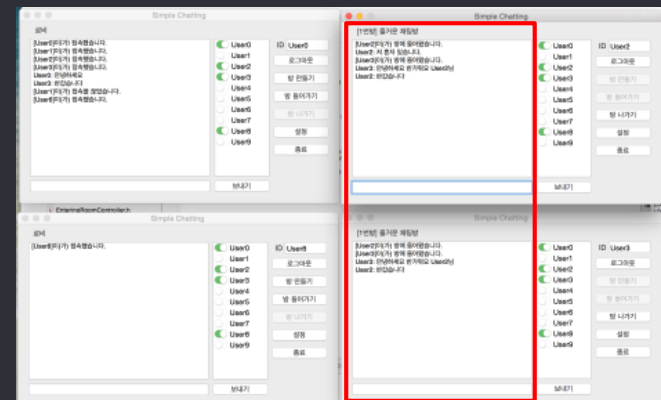 Simple Chatting
로비
[User0]이(가) 접속했습니다.
[User1]이(가) 접속했습니다.
[User2]이(가) 접속했습니다.
[User3]이(가) 접속했습니다.
User3: 안녕하세요
User3: 반갑습니다
[User1]이(가) 접속을 끊었습니다.
[User8]이(가) 접속했습니다.
User0
User1
User2
User3
User4
User5
User6
User7
User8
User9
ID User0
로그아웃
방 만들기
방 들어가기
방 나가기
설정
종료
보내기
Simple Chatting
[1번방] 즐거운 채팅방
[User2]이(가) 방에 들어왔습니다.
User2: 저 혼자 있습니다.
[User3]이(가) 방에 들어왔습니다.
User3: 안녕하세요 반가워요 User2님
User2: 반갑습니다
User0
User1
User2
User3
User4
User5
User6
User7
User8
User9
ID User2
로그아웃
방 만들기
방 들어가기
방 나가기
설정
종료
보내기
EnteringRoomController.h
Simple Chatting
로비
[User8]이(가) 접속했습니다.
User0
User1
User2
User3
User4
User5
User6
User7
User8
User9
ID User8
로그아웃
방 만들기
방 들어가기
방 나가기
설정
종료
보내기
Simple Chatting
[1번방] 즐거운 채팅방
[User2]이(가) 방에 들어왔습니다.
[User3]이(가) 방에 들어왔습니다.
User3: 안녕하세요 반가워요 User2님
User2: 반갑습니다
User0
User1
User2
User3
User4
User5
User6
User7
User8
User9
ID User3
로그아웃
방 만들기
방 들어가기
방 나가기
설정
종료
보내기